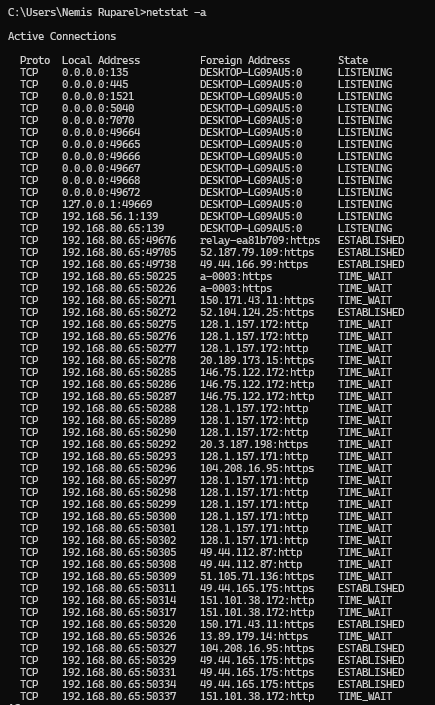 C:\Users\Nemis Ruparel>netstat -a
Active Connections
Proto  Local Address          Foreign Address        State
TCP    0.0.0.0:135            DESKTOP-LG09AU5:0      LISTENING
TCP    0.0.0.0:445            DESKTOP-LG09AU5:0      LISTENING
TCP    0.0.0.0:1521           DESKTOP-LG09AU5:0      LISTENING
TCP    0.0.0.0:5040           DESKTOP-LG09AU5:0      LISTENING
TCP    0.0.0.0:7070           DESKTOP-LG09AU5:0      LISTENING
TCP    0.0.0.0:49664          DESKTOP-LG09AU5:0      LISTENING
TCP    0.0.0.0:49665          DESKTOP-LG09AU5:0      LISTENING
TCP    0.0.0.0:49666          DESKTOP-LG09AU5:0      LISTENING
TCP    0.0.0.0:49667          DESKTOP-LG09AU5:0      LISTENING
TCP    0.0.0.0:49668          DESKTOP-LG09AU5:0      LISTENING
TCP    0.0.0.0:49672          DESKTOP-LG09AU5:0      LISTENING
TCP    127.0.0.1:49669        DESKTOP-LG09AU5:0      LISTENING
TCP    192.168.56.1:139       DESKTOP-LG09AU5:0      LISTENING
TCP    192.168.80.65:139      DESKTOP-LG09AU5:0      LISTENING
TCP    192.168.80.65:49676    relay-ea81b709:https   ESTABLISHED
TCP    192.168.80.65:49705    52.187.79.109:https    ESTABLISHED
TCP    192.168.80.65:49738    49.44.166.99:https     ESTABLISHED
TCP    192.168.80.65:50225    a-0003:https           TIME_WAIT
TCP    192.168.80.65:50226    a-0003:https           TIME_WAIT
TCP    192.168.80.65:50271    150.171.43.11:https    TIME_WAIT
TCP    192.168.80.65:50272    52.104.124.25:https    ESTABLISHED
TCP    192.168.80.65:50275    128.1.157.172:http     TIME_WAIT
TCP    192.168.80.65:50276    128.1.157.172:http     TIME_WAIT
TCP    192.168.80.65:50277    128.1.157.172:http     TIME_WAIT
TCP    192.168.80.65:50278    20.189.173.15:https    TIME_WAIT
TCP    192.168.80.65:50285    146.75.122.172:http    TIME_WAIT
TCP    192.168.80.65:50286    146.75.122.172:http    TIME_WAIT
TCP    192.168.80.65:50287    146.75.122.172:http    TIME_WAIT
TCP    192.168.80.65:50288    128.1.157.172:http     TIME_WAIT
TCP    192.168.80.65:50289    128.1.157.172:http     TIME_WAIT
TCP    192.168.80.65:50290    128.1.157.172:http     TIME_WAIT
TCP    192.168.80.65:50292    20.3.187.198:https     TIME_WAIT
TCP    192.168.80.65:50293    128.1.157.171:http     TIME_WAIT
TCP    192.168.80.65:50296    104.208.16.95:https    TIME_WAIT
TCP    192.168.80.65:50297    128.1.157.171:http     TIME_WAIT
TCP    192.168.80.65:50298    128.1.157.171:http     TIME_WAIT
TCP    192.168.80.65:50299    128.1.157.171:http     TIME_WAIT
TCP    192.168.80.65:50300    128.1.157.171:http     TIME_WAIT
TCP    192.168.80.65:50301    128.1.157.171:http     TIME_WAIT
TCP    192.168.80.65:50302    128.1.157.171:http     TIME_WAIT
TCP    192.168.80.65:50305    49.44.112.87:http      TIME_WAIT
TCP    192.168.80.65:50308    49.44.112.87:http      TIME_WAIT
TCP    192.168.80.65:50309    51.105.71.136:https    TIME_WAIT
TCP    192.168.80.65:50311    49.44.165.175:https    ESTABLISHED
TCP    192.168.80.65:50314    151.101.38.172:http    TIME_WAIT
TCP    192.168.80.65:50317    151.101.38.172:http    TIME_WAIT
TCP    192.168.80.65:50320    150.171.43.11:https    ESTABLISHED
TCP    192.168.80.65:50326    13.89.179.14:https     TIME_WAIT
TCP    192.168.80.65:50327    104.208.16.95:https    ESTABLISHED
TCP    192.168.80.65:50329    49.44.165.175:https    ESTABLISHED
TCP    192.168.80.65:50331    49.44.165.175:https    ESTABLISHED
TCP    192.168.80.65:50334    49.44.165.175:https    ESTABLISHED
TCP    192.168.80.65:50337    151.101.38.172:http    TIME_WAIT